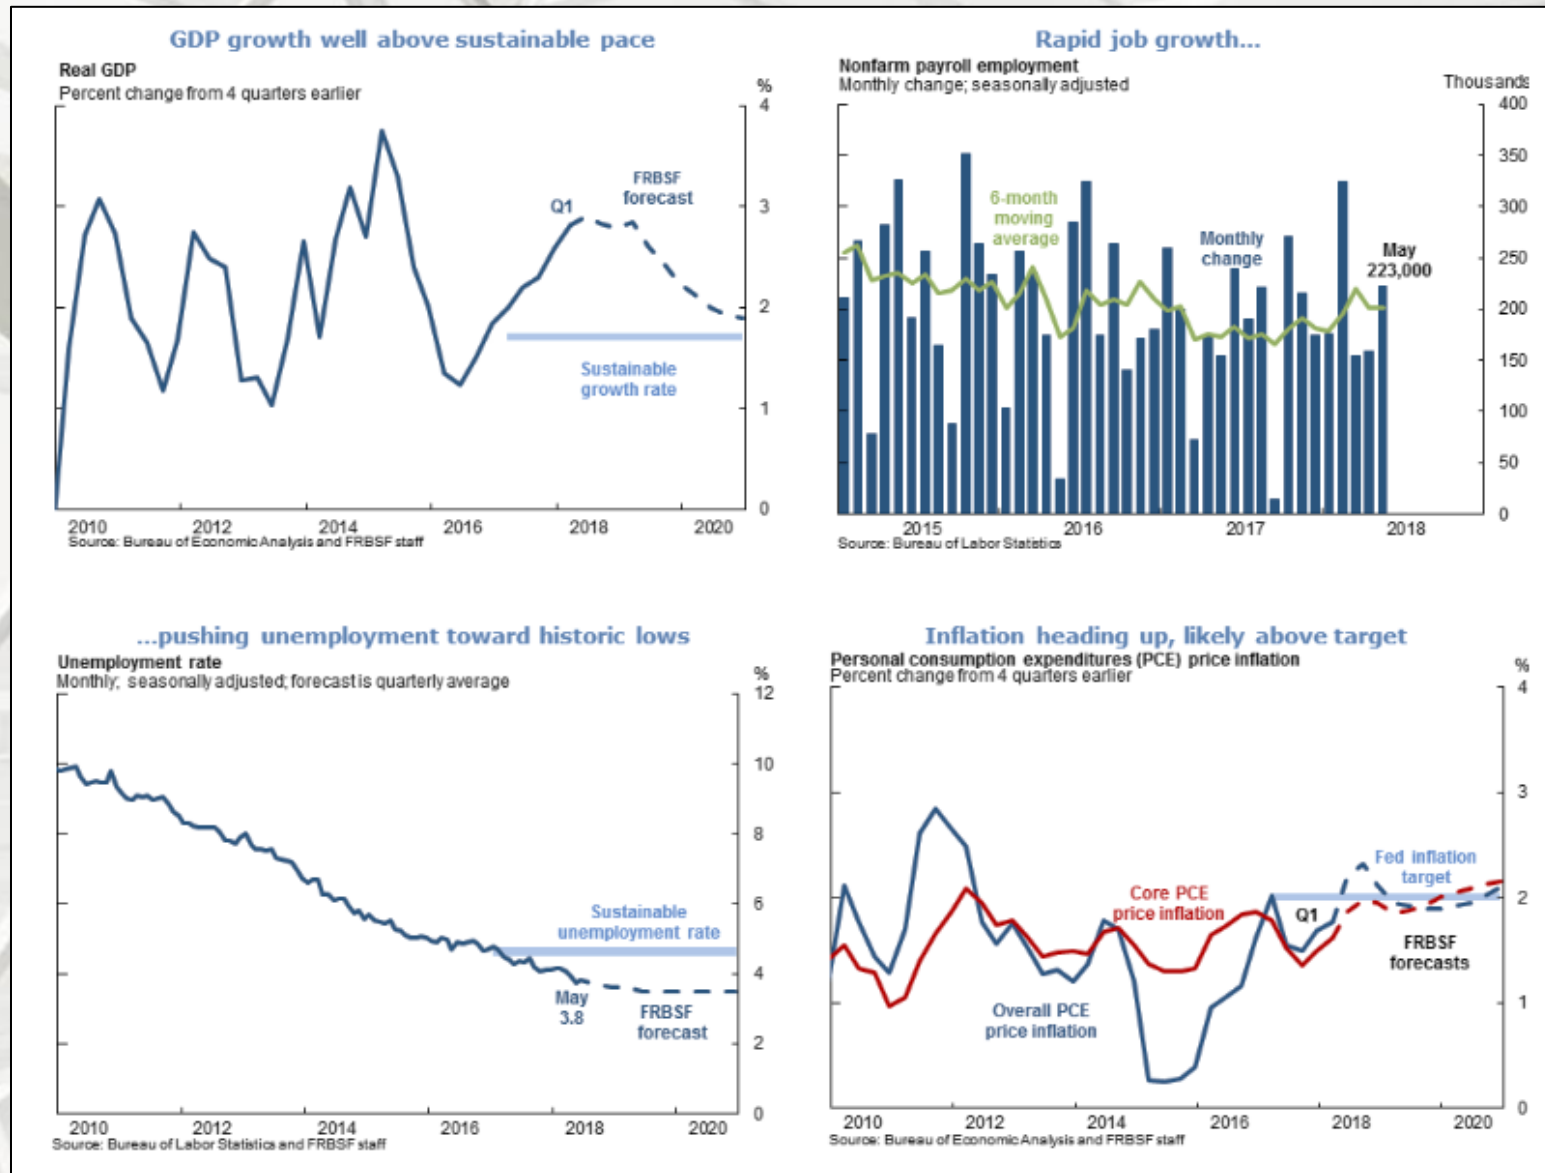 GDP growth well above sustainable pace
Real GDP
Percent change from 4 quarters earlier
%
4
3
2
1
0
Q1
FRBSF
forecast
Sustainable
growth rate
2010 2012 2014 2016 2018 2020
Source: Bureau of Economic Analysis and FRBSF staff
Rapid job growth...
Nonfarm payroll employment
Monthly change; seasonally adjusted
Thousands
400
350
300
250
200
150
100
50
0
6-month
moving
average
Monthly
change
May
223,000
2015 2016 2017 2018
Source: Bureau of Labor Statistics
...pushing unemployment toward historic lows
Unemployment rate
Monthly; seasonally adjusted; forecast is quarterly average
%
12
10
8
6
4
2
0
Sustainable
unemployment rate
May
3.8
FRBSF
forecast
2010 2012 2014 2016 2018 2020
Source: Bureau of Labor Statistics and FRBSF staff
Inflation heading up, likely above target
Personal consumption expenditures (PCE) price inflation
Percent change from 4 quarters earlier
%
4
3
2
1
0
Fed inflation
target
Core PCE
price inflation
Q1
FRBSF
forecasts
Overall PCE
price inflation
2010 2012 2014 2016 2018 2020
Source: Bureau of Economic Analysis and FRBSF staff